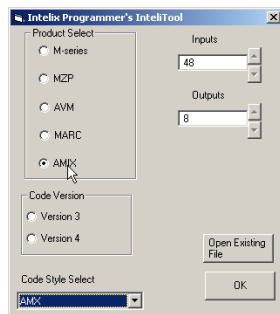 Intelix Programmer's InteliTool
Product Select
M-series
MZP
AVM
MARC
AMIX
Inputs
48
Outputs
8
Code Version
Version 3
Version 4
Code Style Select
AMX
Open Existing
File
OK